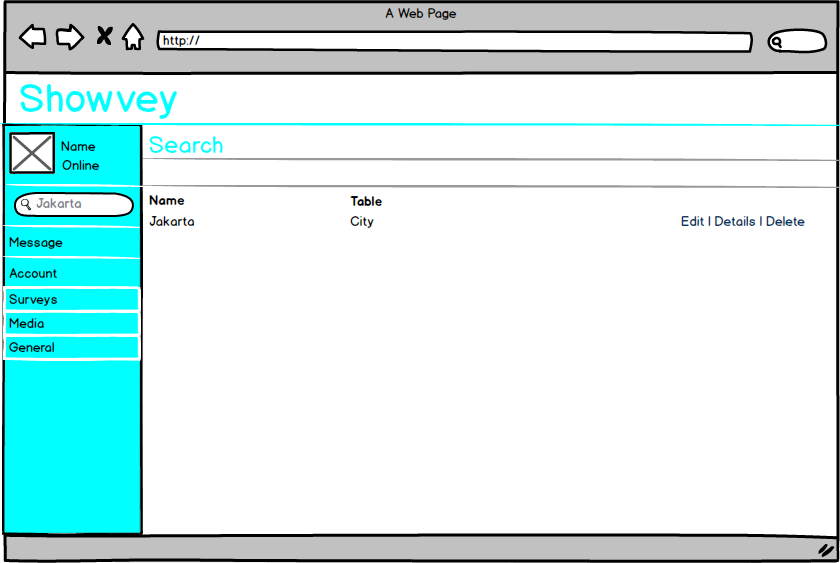 A Web Page
http://
Showvey
Name
Online
Search
Jakarta
Name Table
Jakarta City Edit | Details | Delete
Message
Account
Surveys
Media
General